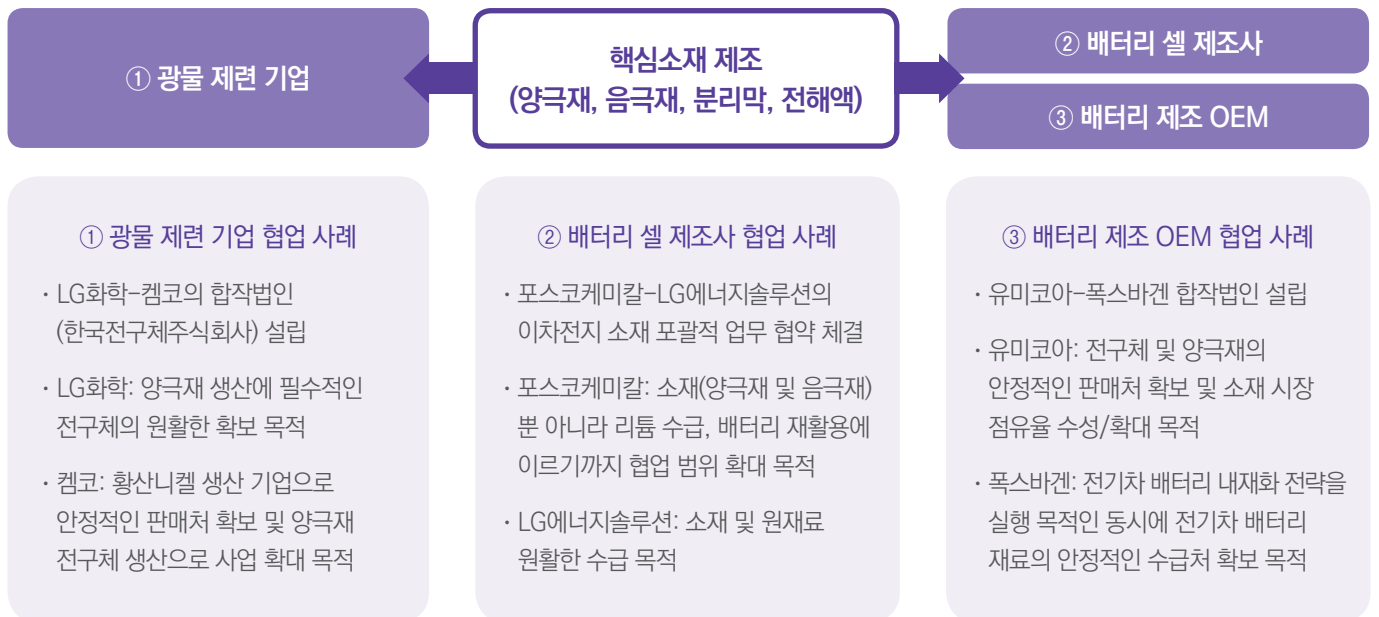 ① 광물 제련 기업
핵심소재 제조
(양극재, 음극재, 분리막, 전해액)
② 배터리 셀 제조사
③ 배터리 제조 OEM
① 광물 제련 기업 협업 사례
· LG화학-켐코의 합작법인
(한국전구체주식회사) 설립
· LG화학: 양극재 생산에 필수적인
전구체의 원활한 확보 목적
· 켐코: 황산니켈 생산 기업으로
안정적인 판매처 확보 및 양극재
전구체 생산으로 사업 확대 목적
② 배터리 셀 제조사 협업 사례
· 포스코케미칼-LG에너지솔루션의
이차전지 소재 포괄적 업무 협약 체결
· 포스코케미칼: 소재(양극재 및 음극재)
뿐 아니라 리튬 수급, 배터리 재활용에
이르기까지 협업 범위 확대 목적
· LG에너지솔루션: 소재 및 원재료
원활한 수급 목적
③ 배터리 제조 OEM 협업 사례
· 유미코아-폭스바겐 합작법인 설립
· 유미코아: 전구체 및 양극재의
안정적인 판매처 확보 및 소재 시장
점유율 수성/확대 목적
· 폭스바겐: 전기차 배터리 내재화 전략을
실행 목적인 동시에 전기차 배터리
재료의 안정적인 수급처 확보 목적